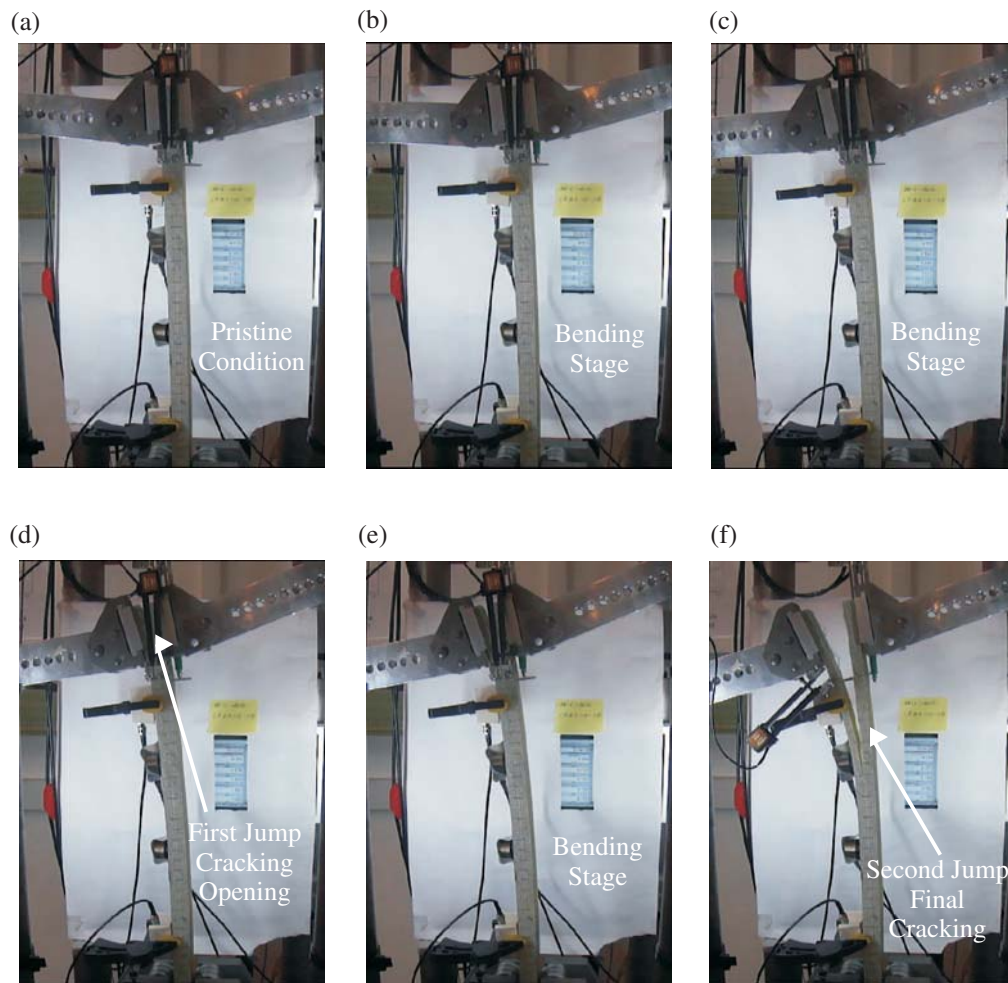 (a)
(b)
(c)
Pristine
Condition
Bending
Stage
Bending
Stage
(d)
(e)
(f)
First Jump
Cracking
Opening
Bending
Stage
Second Jump
Final
Cracking